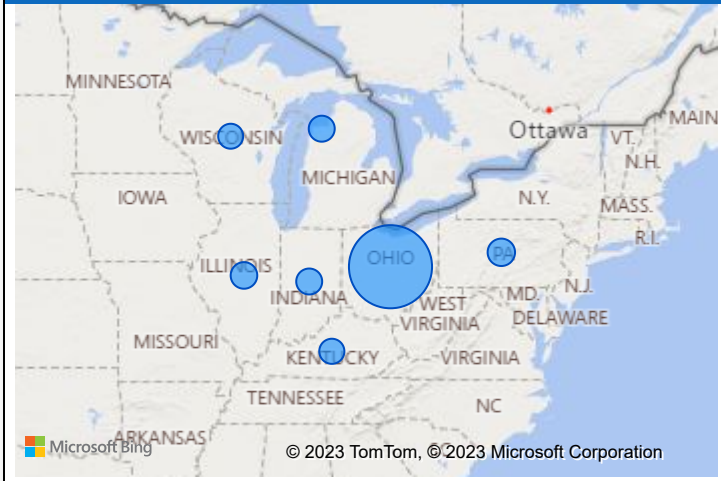 MINNESOTA
Ottawa
MAIN
VT.
N.H.
WISCONSIN
MICHIGAN
IOWA
N.Y.
MASS.
R.I.
OHIO
PA
ILLINOIS
INDIANA
MD.
N.J.
WEST
VIRGINIA
DELAWARE
MISSOURI
KENTUCKY
VIRGINIA
TENNESSEE
NC
ARKANSAS
Microsoft Bing
SC
© 2023 TomTom, © 2023 Microsoft Corporation